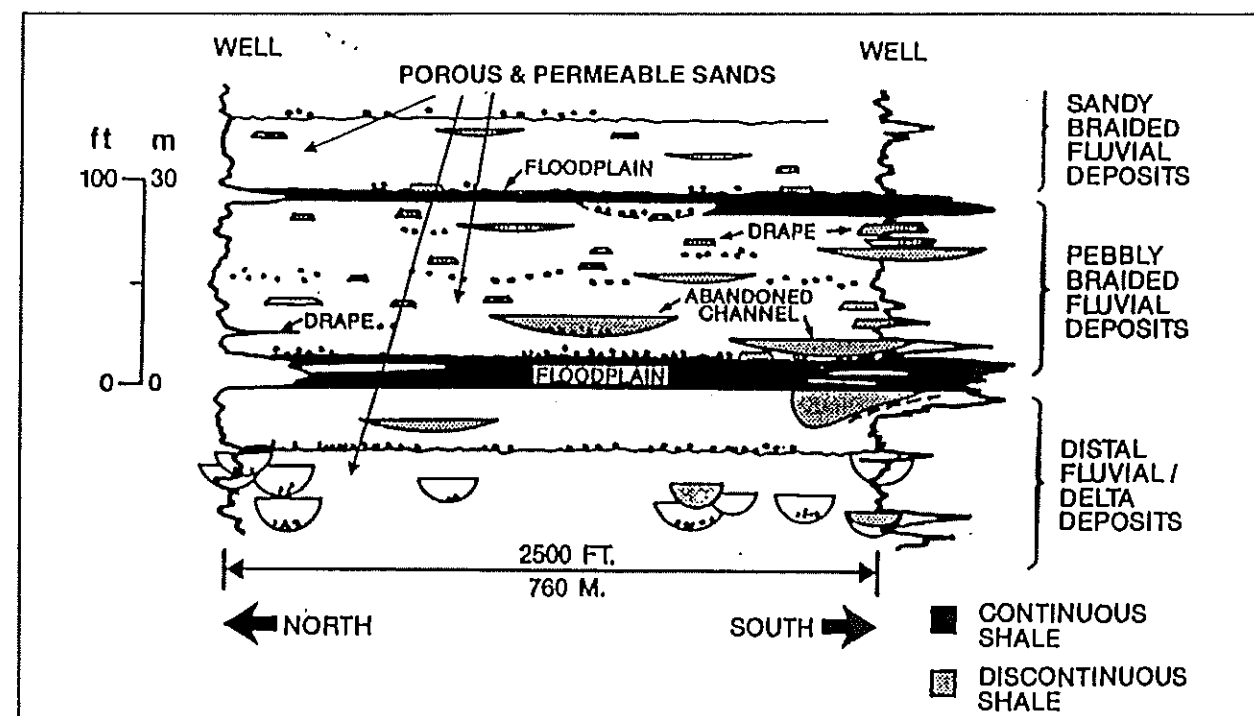 WELL
WELL
POROUS & PERMEABLE SANDS
ft m
100 30
0 0
FLOODPLAIN
DRAPE
ABANDONED
CHANNEL
DRAPE
FLOODPLAIN
SANDY
BRAIDED
FLUVIAL
DEPOSITS
PEBBLY
BRAIDED
FLUVIAL
DEPOSITS
DISTAL
FLUVIAL /
DELTA
DEPOSITS
2500 FT.
760 M.
NORTH
SOUTH
CONTINUOUS
SHALE
DISCONTINUOUS
SHALE